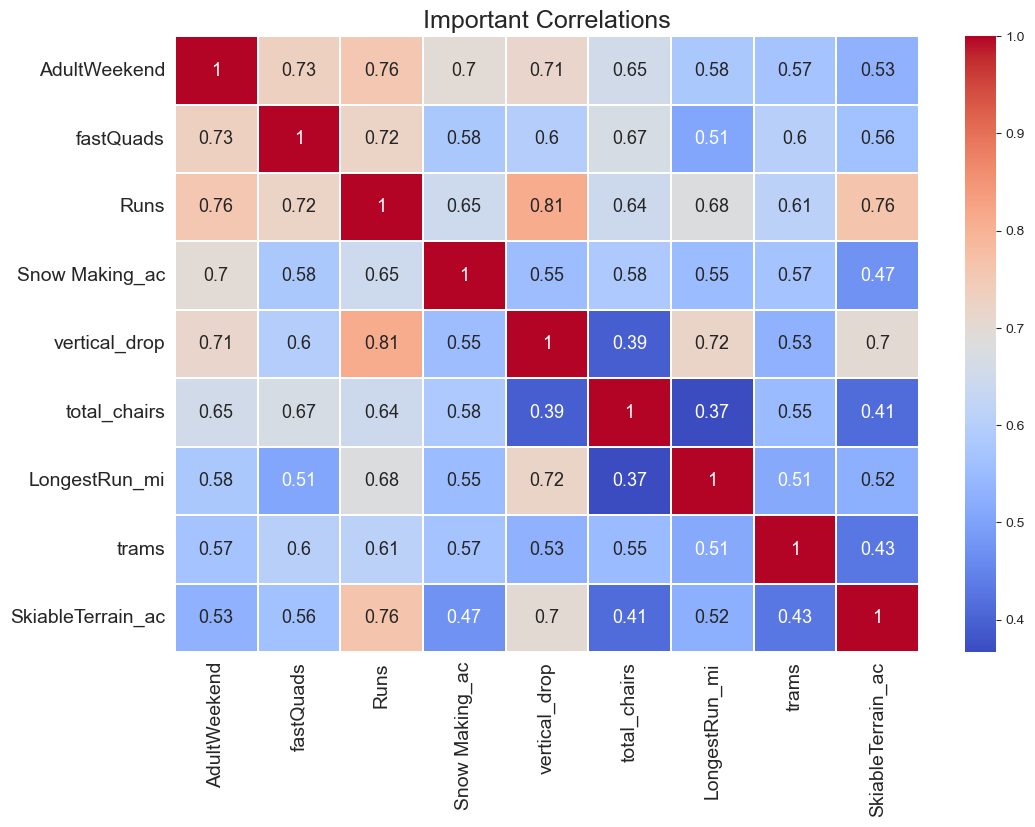 Important Correlations
AdultWeekend 1 0.73 0.76 0.7 0.71 0.65 0.58 0.57 0.53
fastQuads 0.73 1 0.72 0.58 0.6 0.67 0.51 0.6 0.56
Runs 0.76 0.72 1 0.65 0.81 0.64 0.68 0.61 0.76
Snow Making_ac 0.7 0.58 0.65 1 0.55 0.58 0.55 0.57 0.47
vertical_drop 0.71 0.6 0.81 0.55 1 0.39 0.72 0.53 0.7
total_chairs 0.65 0.67 0.64 0.58 0.39 1 0.37 0.55 0.41
LongestRun_mi 0.58 0.51 0.68 0.55 0.72 0.37 1 0.51 0.52
trams 0.57 0.6 0.61 0.57 0.53 0.55 0.51 1 0.43
SkiableTerrain_ac 0.53 0.56 0.76 0.47 0.7 0.41 0.52 0.43 1
AdultWeekend
fastQuads
Runs
Snow Making_ac
vertical_drop
total_chairs
LongestRun_mi
trams
SkiableTerrain_ac
1.0
0.9
0.8
0.7
0.6
0.5
0.4